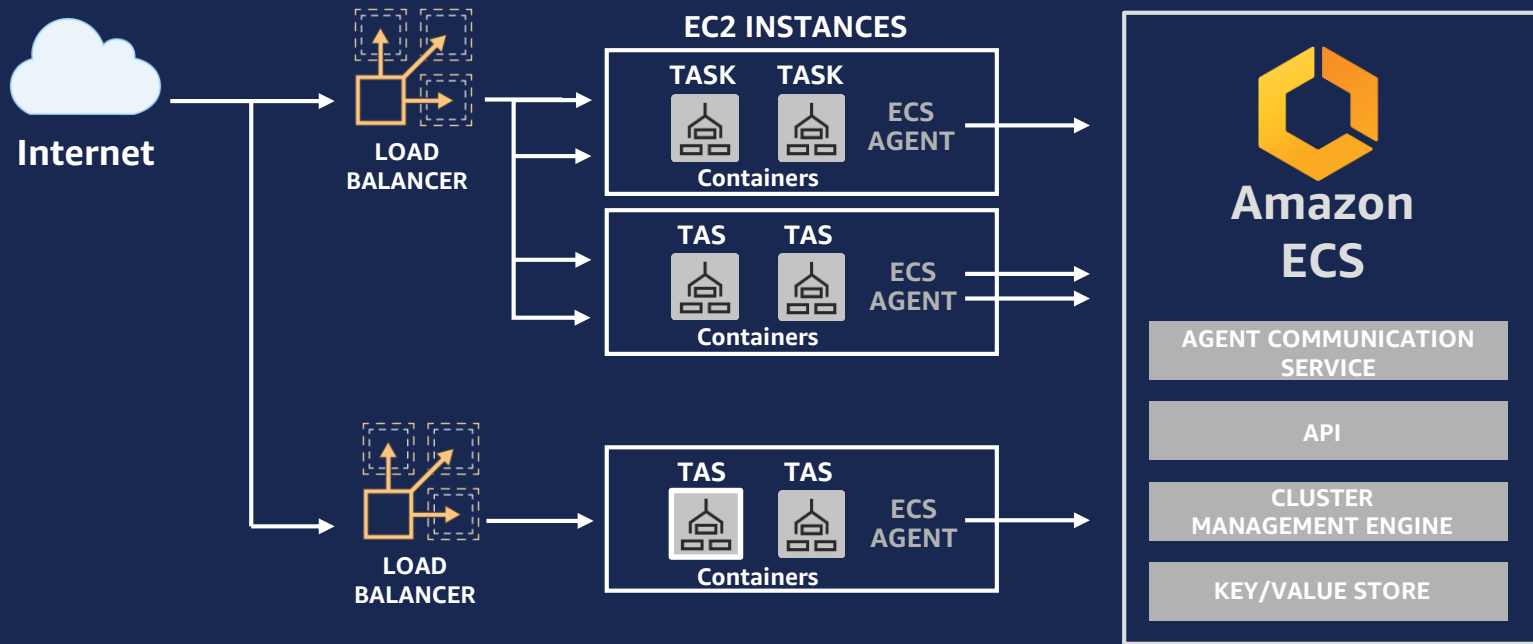 Internet
LOAD
BALANCER
EC2 INSTANCES
TASK TASK
ECS
AGENT
Containers
TAS TAS
ECS
AGENT
Containers
LOAD
BALANCER
TAS TAS
ECS
AGENT
Containers
Amazon
ECS
AGENT COMMUNICATION
SERVICE
API
CLUSTER
MANAGEMENT ENGINE
KEY/VALUE STORE